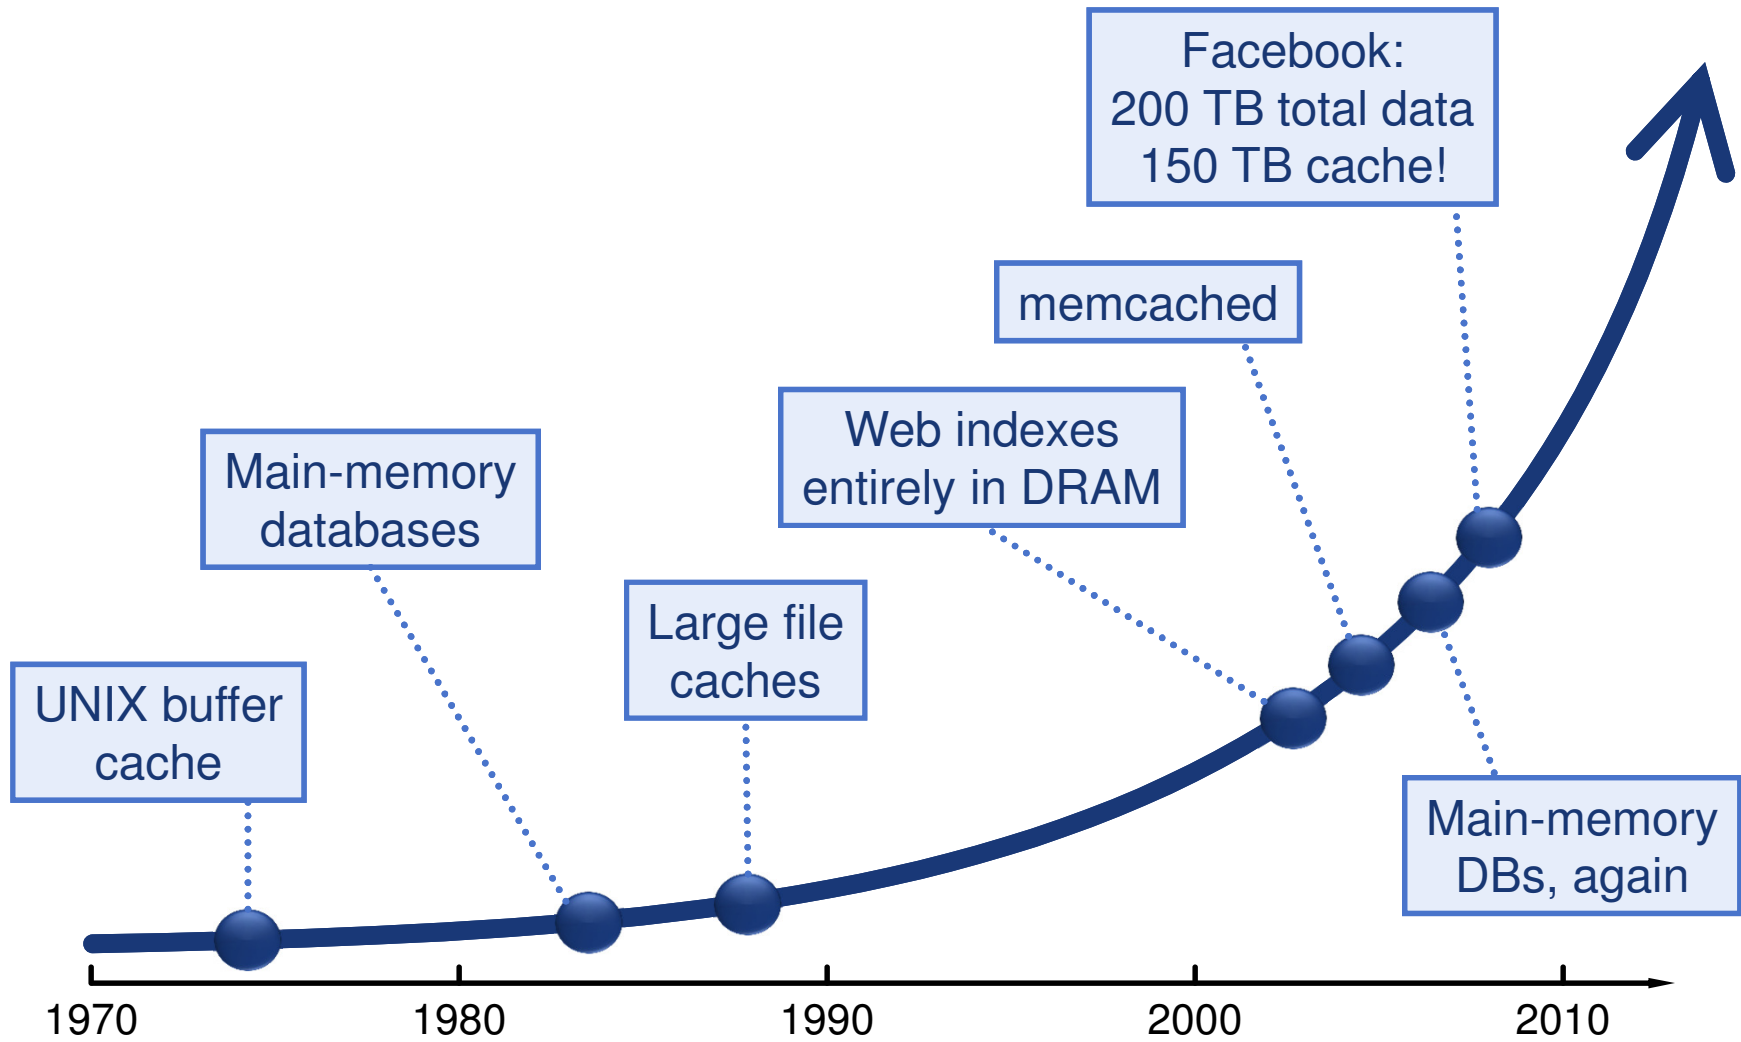 Facebook:
200 TB total data
150 TB cache!
memcached
Web indexes
entirely in DRAM
Main-memory
databases
Large file
caches
UNIX buffer
cache
Main-memory
DBs, again
1970
1980
1990
2000
2010